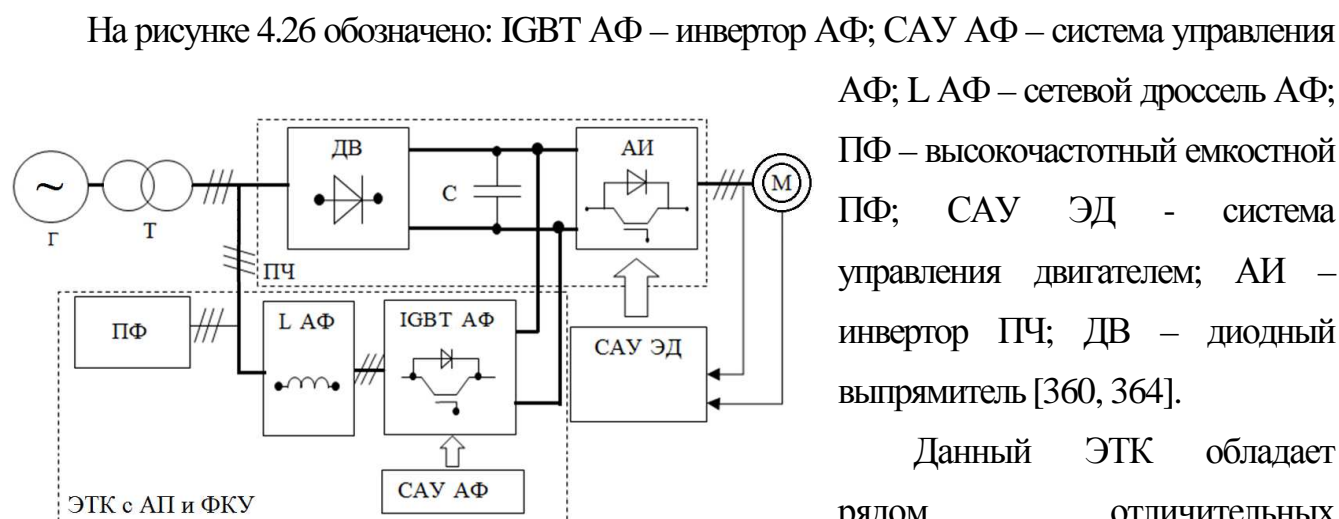 На рисунке 4.26 обозначено: IGBT АФ – инвертор АФ; САУ АФ – система управления
АФ; L АФ – сетевой дроссель АФ;
ПФ – высокочастотный емкостной
ПФ; САУ ЭД - система
управления двигателем; АИ –
инвертор ПЧ; ДВ – диодный
выпрямитель [360, 364].
Данный ЭТК обладает
рядом отличительных
ДВ
АИ
~
С
М
Г
Т
ПЧ
ПФ
L АФ
IGBT АФ
САУ ЭД
САУ АФ
ЭТК с АП и ФКУ